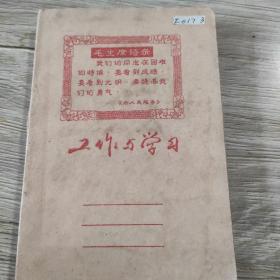 毛主席语录
我们的同志在困难
的时候，要看到成绩，
要看到光明，要提高我
们的勇气。
《为人民服务》
工作与学习